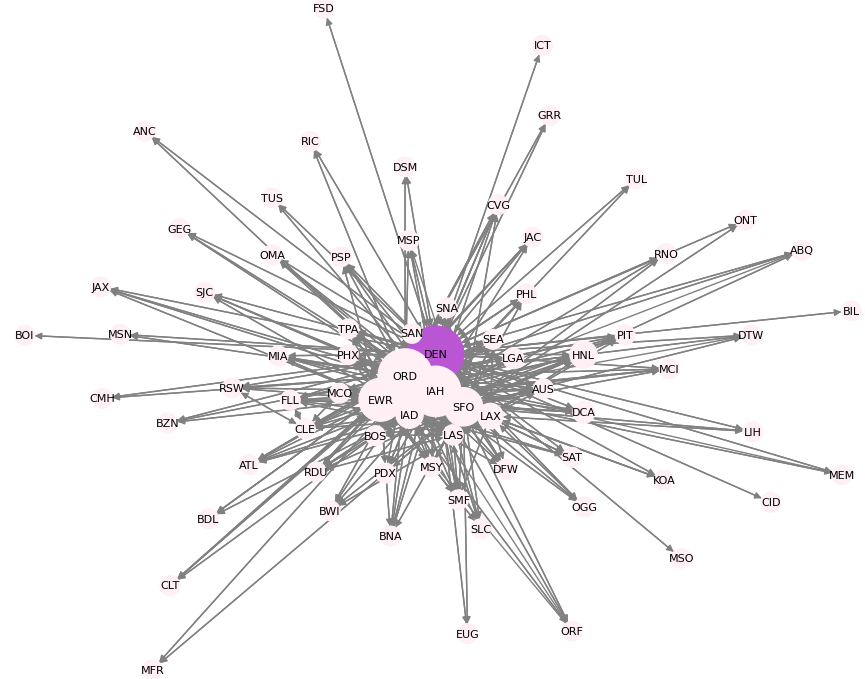 FSD
ICT
GRR
ANC
RIC
DSM
TUL
TUS
CVG
ONT
GEG
JAC
MSP
ABQ
OMA
PSP
RNO
JAX
SJC
PHL
SNA
BIL
BOI
MSN
TPA
SAN
SEA
PIT
DTW
MIA
PHX
DEN
LGA
HNL
MCI
ORD
RSW
MCO
IAH
AUS
CMH
FLL
EWR
SFO
DCA
IAD
LAX
BZN
CLE
BOS
LAS
LIH
ATL
RDU
PDX
MSY
DFW
SAT
KOA
MEM
BDL
BWI
SMF
OGG
CID
BNA
SLC
MSO
CLT
EUG
ORF
MFR